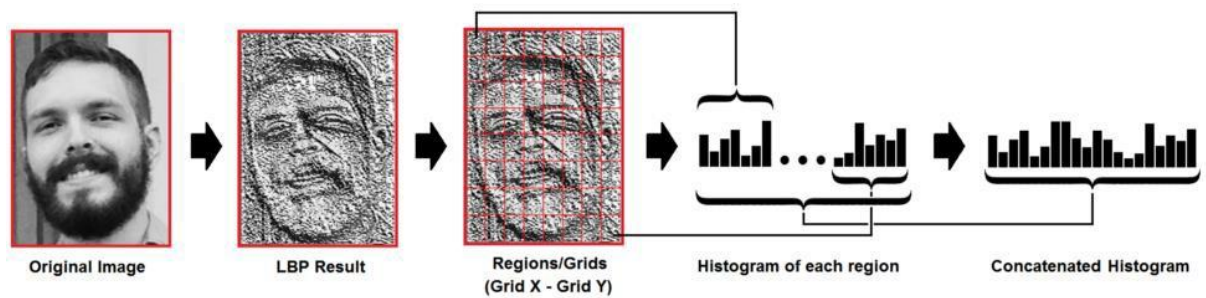 Original Image
LBP Result
Regions/Grids
(Grid X - Grid Y)
Histogram of each region
Concatenated Histogram